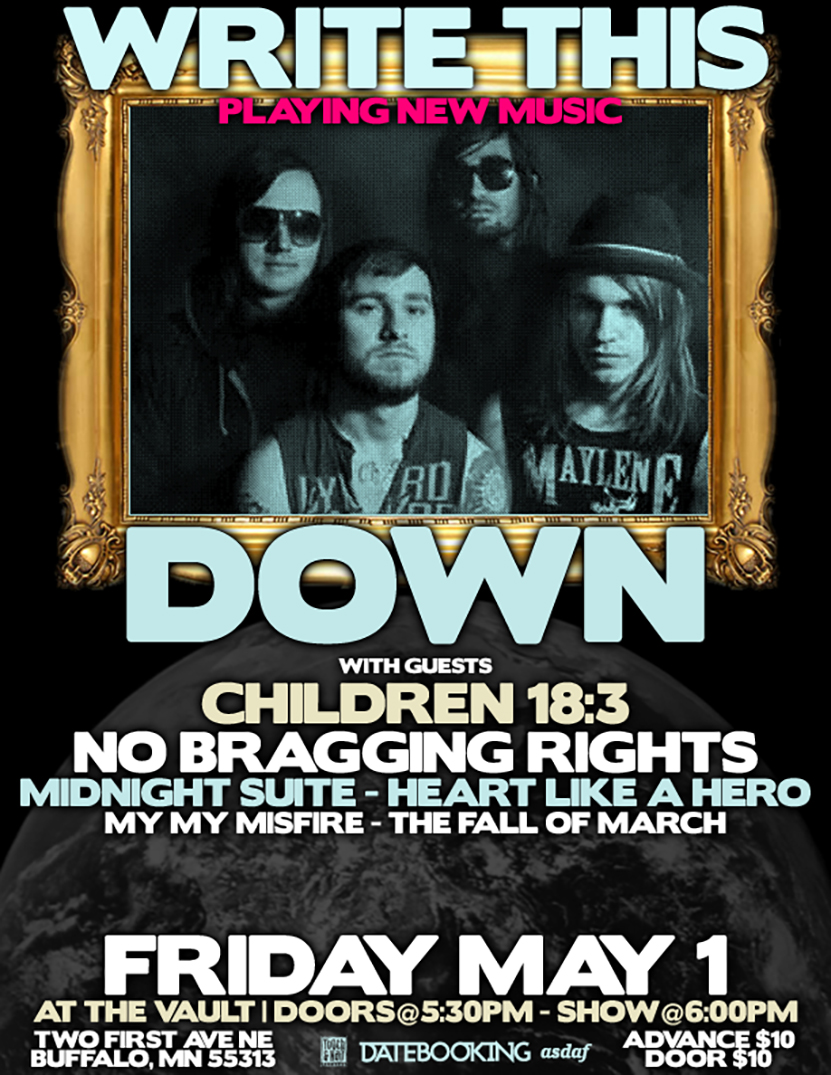 WRITE THIS
PLAYING NEW MUSIC
MAYLENE
DOWN
WITH GUESTS
CHILDREN 18:3
NO BRAGGING RIGHTS
MIDNIGHT SUITE - HEART LIKE A HERO
MY MY MISFIRE - THE FALL OF MARCH
FRIDAY MAY 1
AT THE VAULT | DOORS@5:30PM - SHOW@6:00PM
TWO FIRST AVE NE
BUFFALO, MN 55313
DATEBOOKING asdaf
ADVANCE $10
DOOR $10